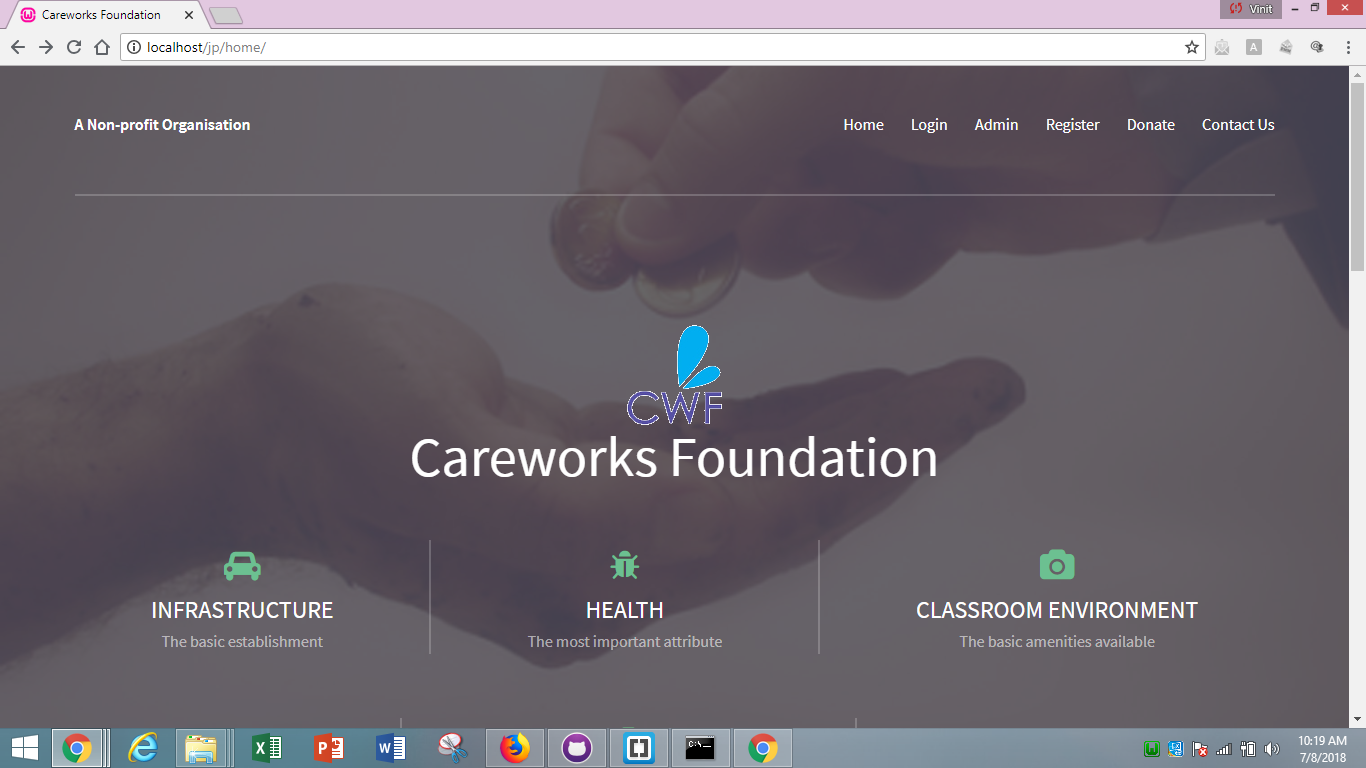 Careworks Foundation
Vinit
localhost/jp/home/
A
A Non-profit Organisation
Home Login Admin Register Donate Contact Us
CWF
Careworks Foundation
INFRASTRUCTURE HEALTH CLASSROOM ENVIRONMENT
The basic establishment The most important attribute The basic amenities available
C:\_
10:19 AM
7/8/2018